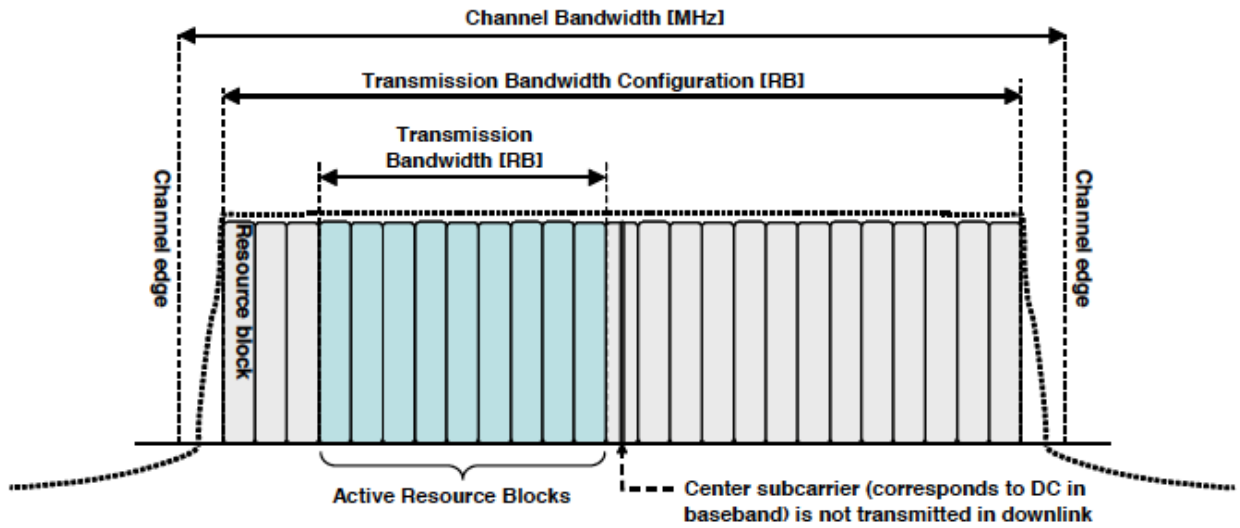 Channel Bandwidth [MHz]
Transmission Bandwidth Configuration [RB]
Transmission
Bandwidth [RB]
Channel edge
Resource block
Channel edge
Active Resource Blocks
Center subcarrier (corresponds to DC in
baseband) is not transmitted in downlink